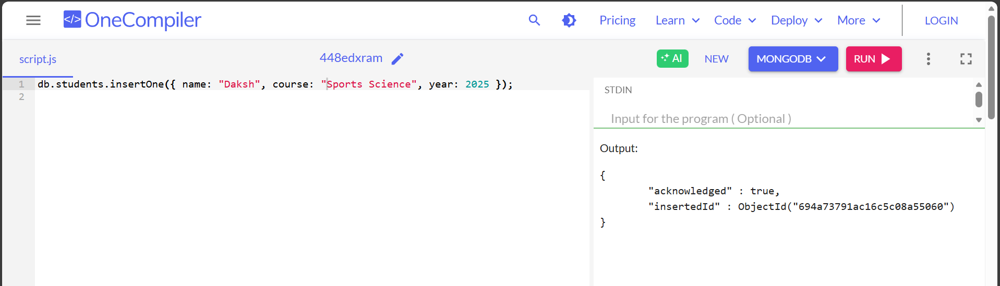 </> OneCompiler
Pricing Learn Code Deploy More LOGIN
script.js 448edxram AI NEW MONGODB RUN
1 db.students.insertOne({ name: "Daksh", course: "Sports Science", year: 2025 });
2
STDIN
Input for the program ( Optional )
Output:
{
"acknowledged" : true,
"insertedId" : ObjectId("694a73791ac16c5c08a55060")
}